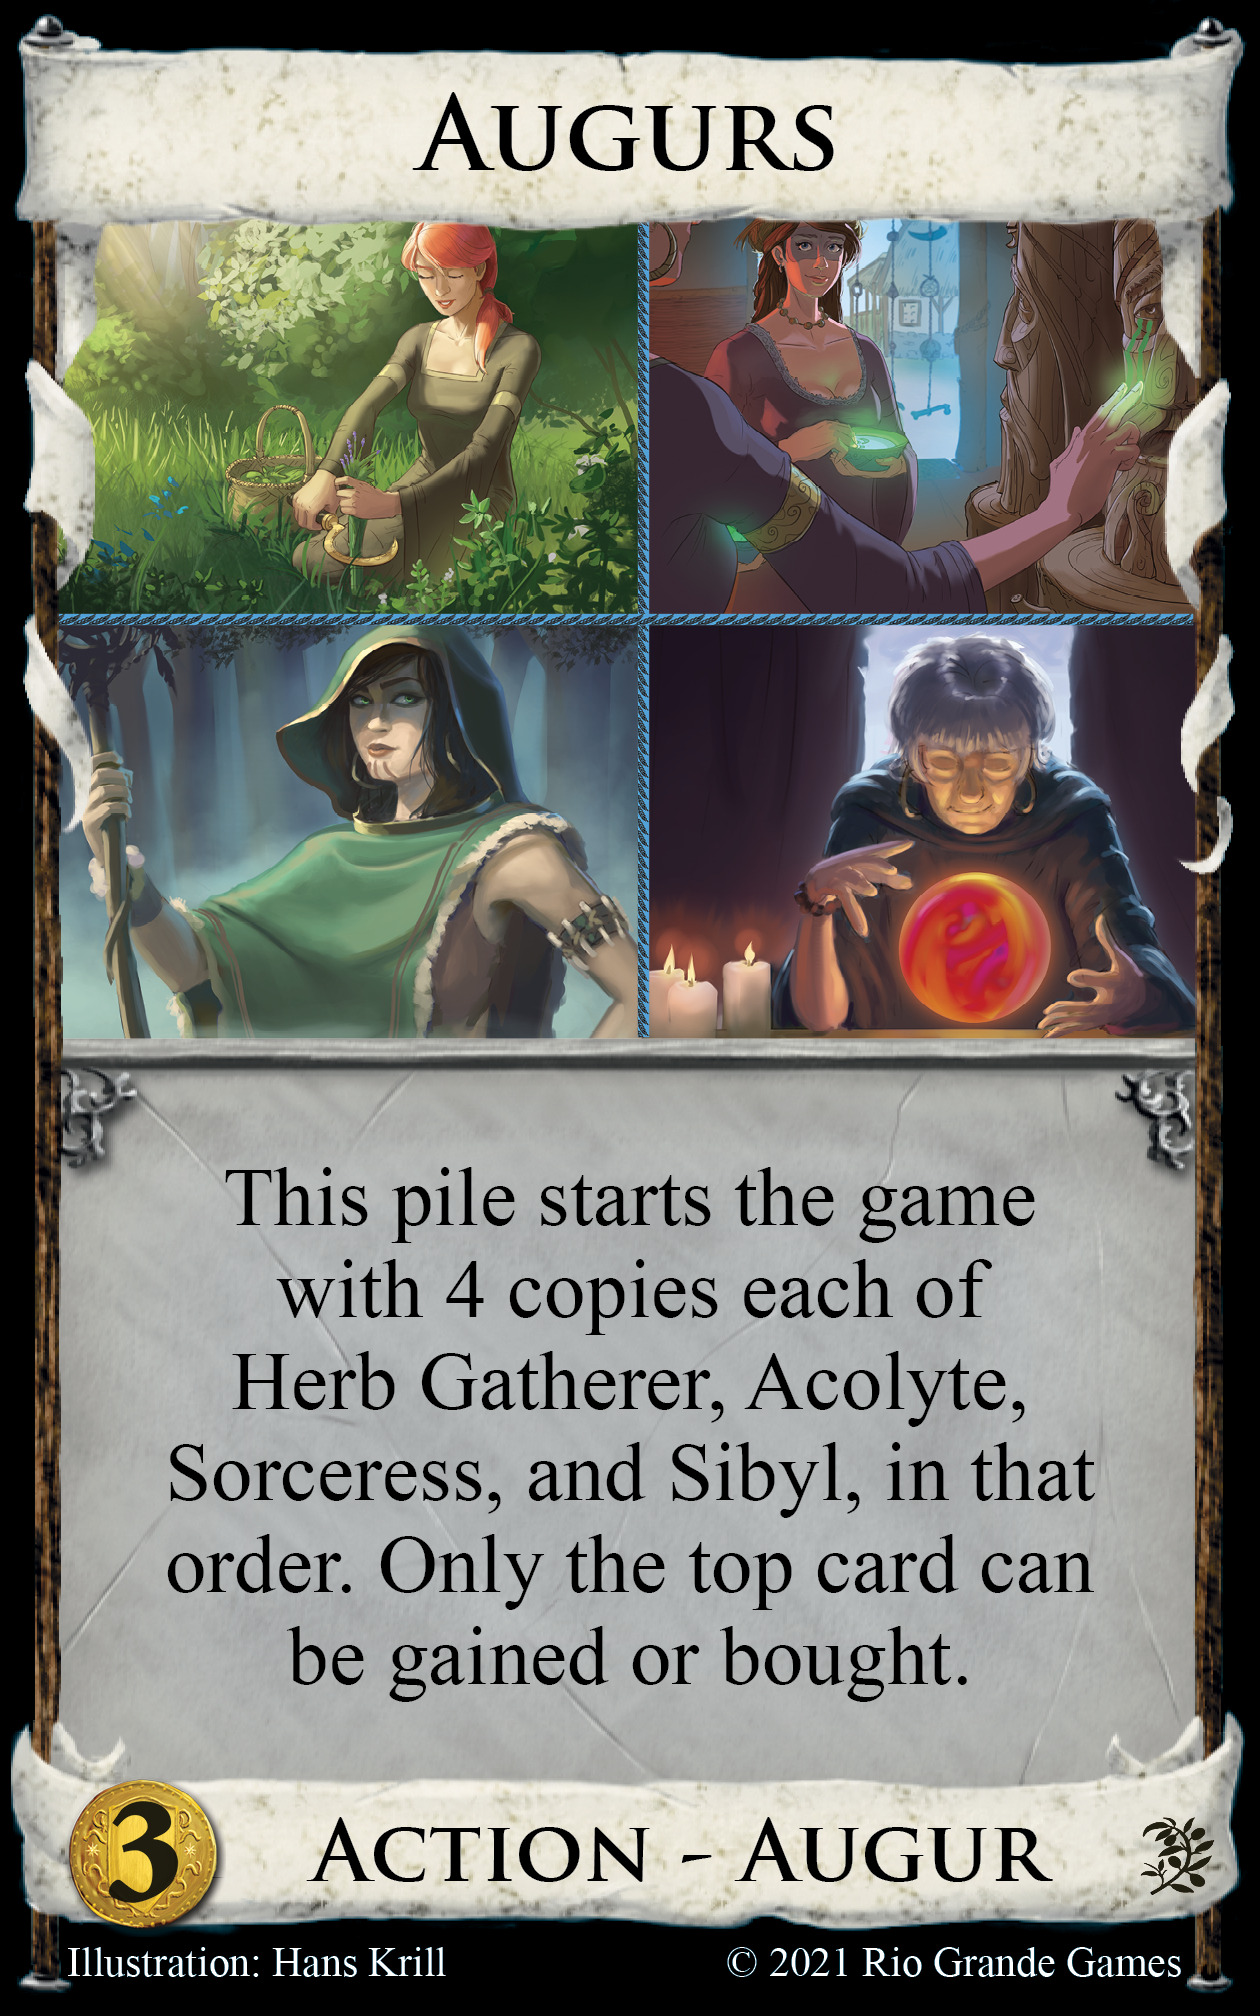 AUGURS
This pile starts the game
with 4 copies each of
Herb Gatherer, Acolyte,
Sorceress, and Sibyl, in that
order. Only the top card can
be gained or bought.
3 ACTION - AUGUR
Illustration: Hans Krill © 2021 Rio Grande Games